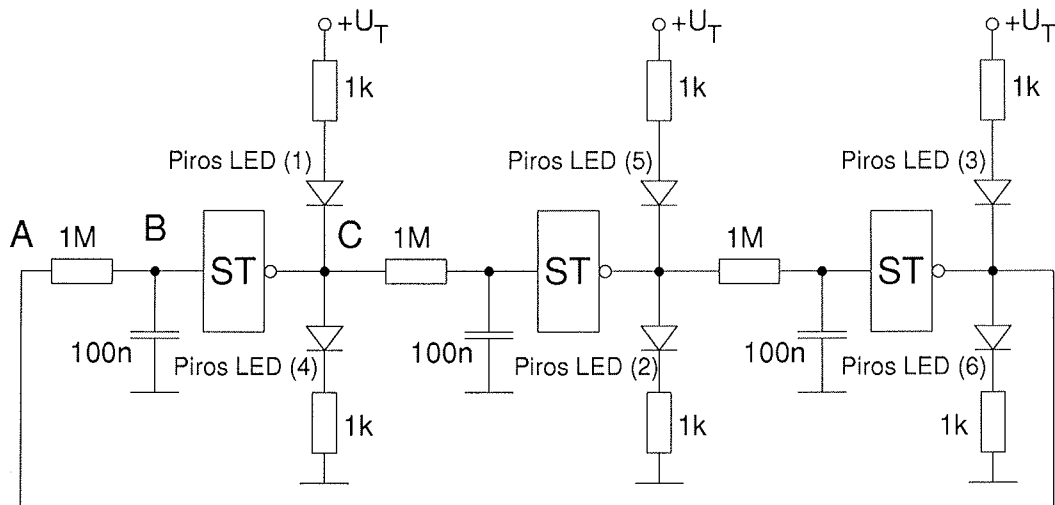 +U_T
+U_T
+U_T
1k
1k
1k
Piros LED (1)
Piros LED (5)
Piros LED (3)
A
1M
B
ST
C
1M
ST
1M
ST
100n
Piros LED (4)
100n
Piros LED (2)
100n
Piros LED (6)
1k
1k
1k